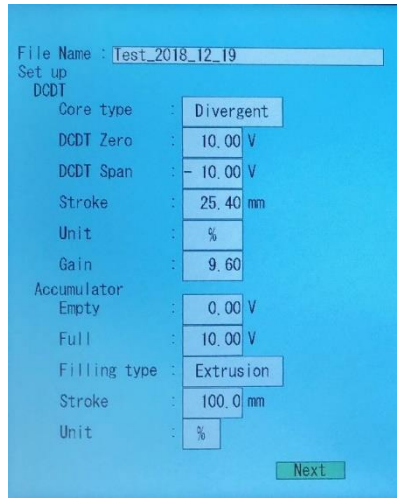 File Name : Test_2018_12_19
Set up
DCDT
Core type : Divergent
DCDT Zero : 10.00 V
DCDT Span : - 10.00 V
Stroke : 25.40 mm
Unit : %
Gain : 9.60
Accumulator
Empty : 0.00 V
Full : 10.00 V
Filling type : Extrusion
Stroke : 100.0 mm
Unit : %
Next